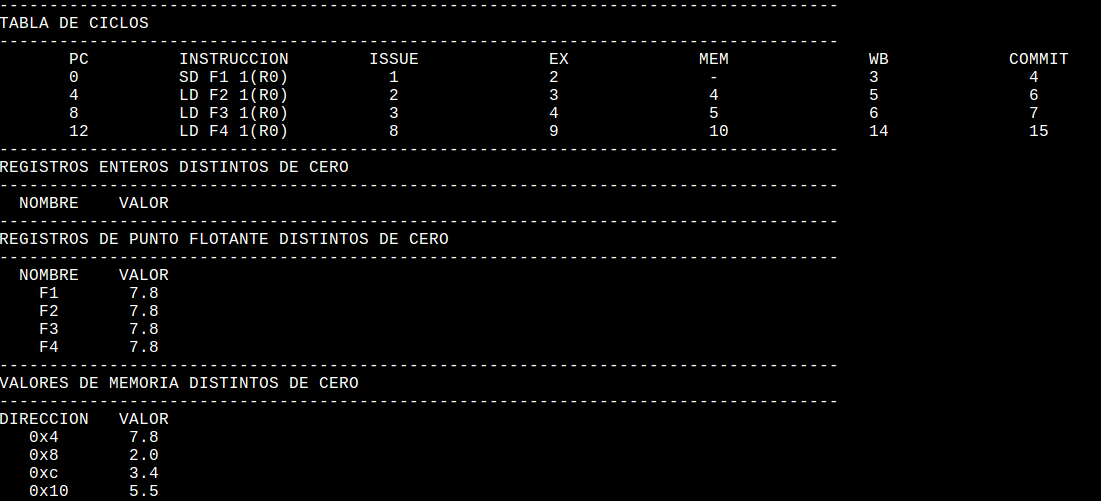 TABLA DE CICLOS
PC INSTRUCCION ISSUE EX MEM WB COMMIT
0 SD F1 1(R0) 1 2 - 3 4
4 LD F2 1(R0) 2 3 4 5 6
8 LD F3 1(R0) 3 4 5 6 7
12 LD F4 1(R0) 8 9 10 14 15
REGISTROS ENTEROS DISTINTOS DE CERO
NOMBRE VALOR
REGISTROS DE PUNTO FLOTANTE DISTINTOS DE CERO
NOMBRE VALOR
F1 7.8
F2 7.8
F3 7.8
F4 7.8
VALORES DE MEMORIA DISTINTOS DE CERO
DIRECCION VALOR
0x4 7.8
0x8 2.0
0xc 3.4
0x10 5.5